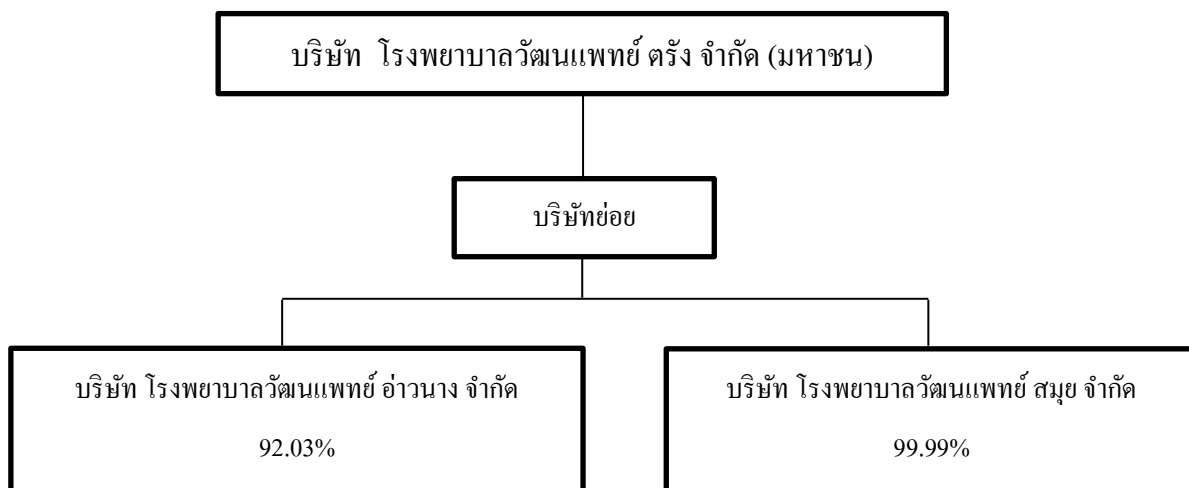 บริษัท โรงพยาบาลวัฒนแพทย์ ตรัง จำกัด (มหาชน)
บริษัทย่อย
บริษัท โรงพยาบาลวัฒนแพทย์ อ่าวนาง จำกัด
92.03%
บริษัท โรงพยาบาลวัฒนแพทย์ สมุย จำกัด
99.99%